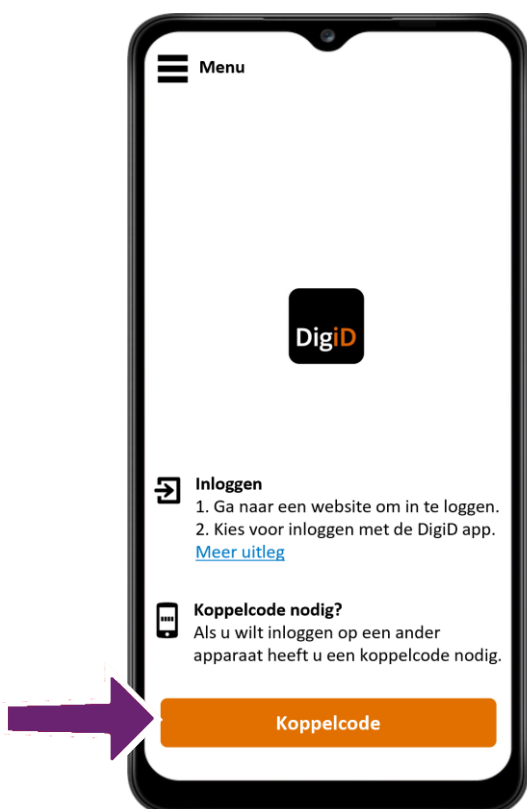 Menu
DigiD
Inloggen
1. Ga naar een website om in te loggen.
2. Kies voor inloggen met de DigiD app.
Meer uitleg
Koppelcode nodig?
Als u wilt inloggen op een ander
apparaat heeft u een koppelcode nodig.
Koppelcode